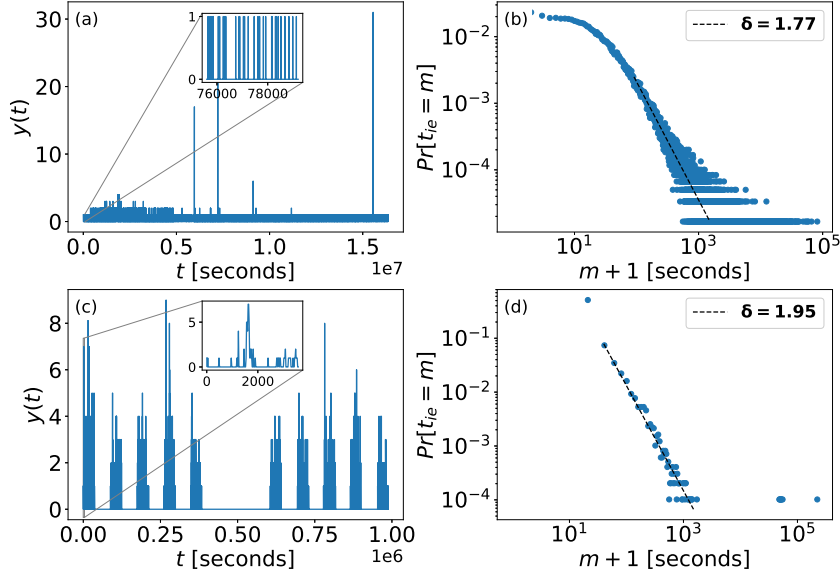 (a)
30
25
20
15
10
5
0
y(t)
1
0
76000 78000
0.0 0.5 1.0 1.5
1e7
t [seconds]
(b)
δ = 1.77
10⁻²
10⁻³
10⁻⁴
Pr[t_ie = m]
10¹ 10³ 10⁵
m + 1 [seconds]
(c)
8
6
4
2
0
y(t)
5
0
0 2000
0.00 0.25 0.50 0.75 1.00
1e6
t [seconds]
(d)
δ = 1.95
10⁻¹
10⁻²
10⁻³
10⁻⁴
Pr[t_ie = m]
10¹ 10³ 10⁵
m + 1 [seconds]